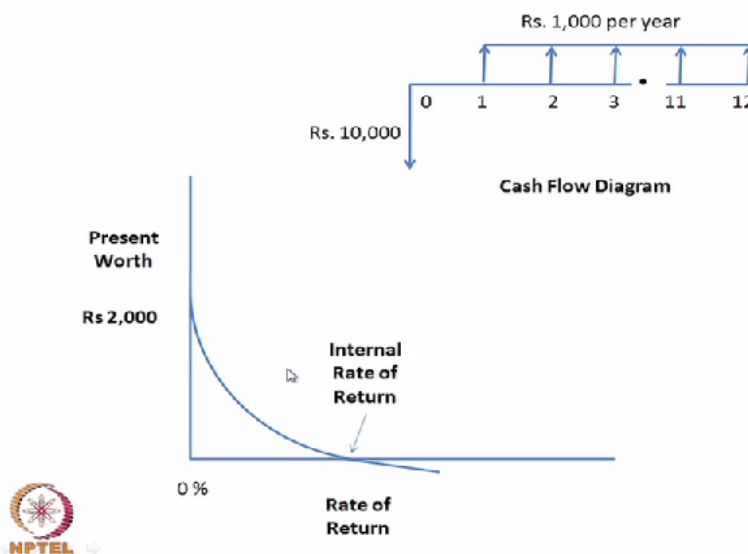 Rs. 1,000 per year
0 1 2 3 11 12
Rs. 10,000
Cash Flow Diagram
Present
Worth
Rs 2,000
Internal
Rate of
Return
0 %
Rate of
Return
NPTEL